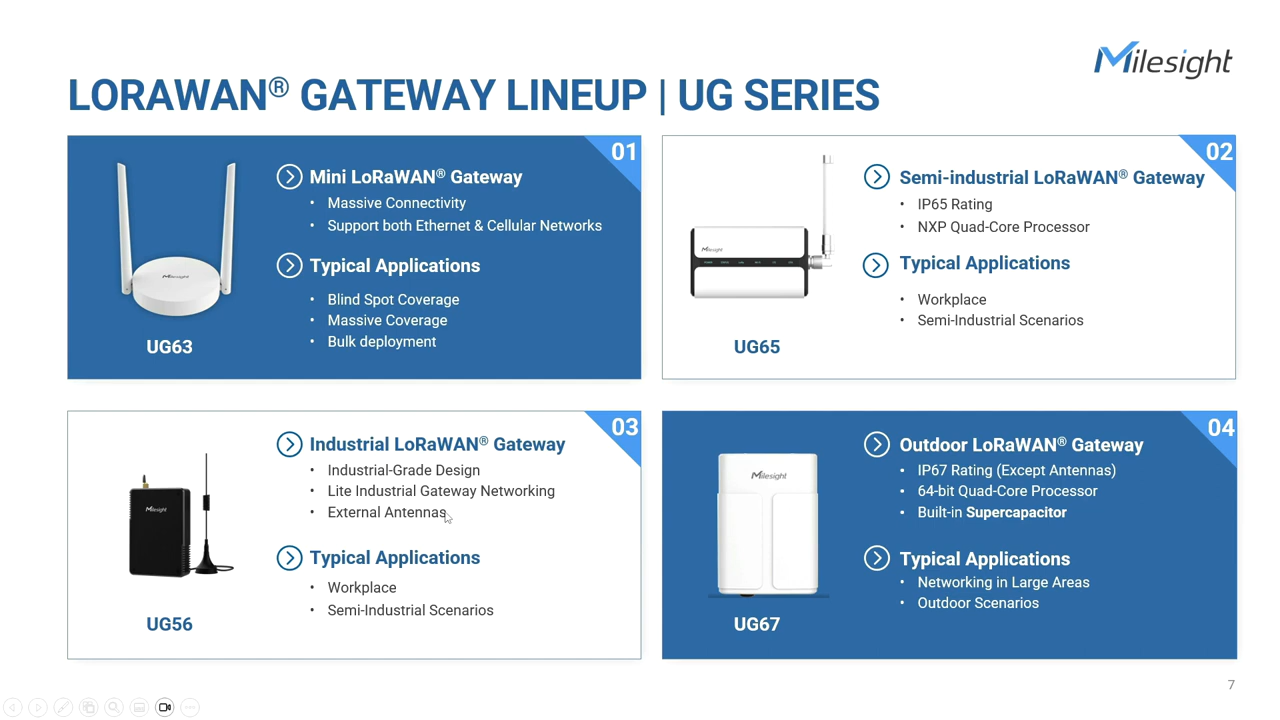 Milesight
LORAWAN® GATEWAY LINEUP | UG SERIES
01
Mini LoRaWAN® Gateway
• Massive Connectivity
• Support both Ethernet & Cellular Networks
Typical Applications
• Blind Spot Coverage
• Massive Coverage
• Bulk deployment
Milesight
UG63
02
Semi-industrial LoRaWAN® Gateway
• IP65 Rating
• NXP Quad-Core Processor
Typical Applications
• Workplace
• Semi-Industrial Scenarios
Milesight
UG65
03
Industrial LoRaWAN® Gateway
• Industrial-Grade Design
• Lite Industrial Gateway Networking
• External Antennas
Typical Applications
• Workplace
• Semi-Industrial Scenarios
Milesight
UG56
04
Outdoor LoRaWAN® Gateway
• IP67 Rating (Except Antennas)
• 64-bit Quad-Core Processor
• Built-in Supercapacitor
Typical Applications
• Networking in Large Areas
• Outdoor Scenarios
Milesight
UG67
7